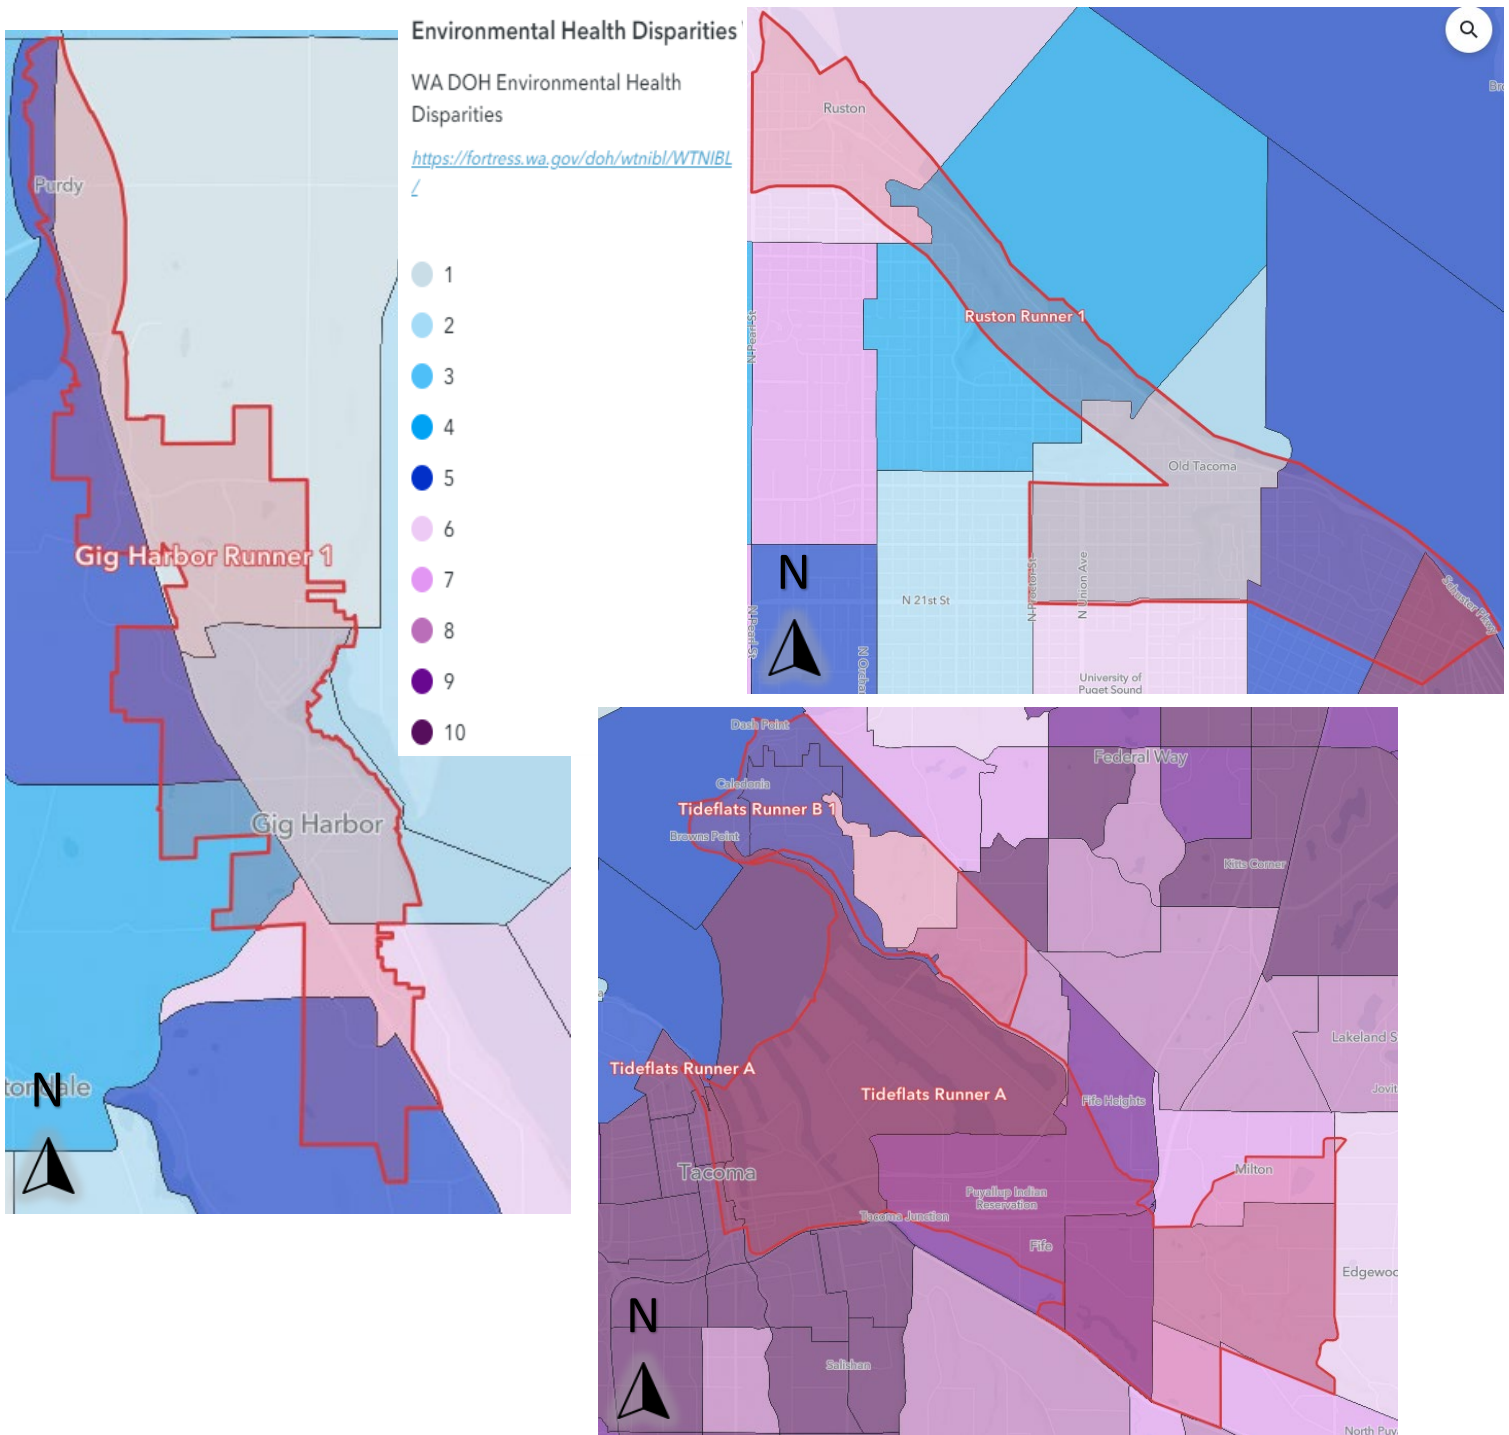 Environmental Health Disparities
WA DOH Environmental Health
Disparities
https://fortress.wa.gov/doh/wtnibl/WTNIBL
/
1
2
3
4
5
6
7
8
9
10
Purdy
Gig Harbor Runner 1
Gig Harbor
N
Ruston
Ruston Runner 1
Old Tacoma
N Pearl St
N Proctor St
N Union Ave
Schuster Pkwy
N 21st St
N
N Pearl St
University of
Puget Sound
Dash Point
Federal Way
Caledonia
Tideflats Runner B 1
Browns Point
Kitts Corner
Lakeland S
Tideflats Runner A
Tideflats Runner A
Jovit
Fife Heights
Tacoma
Milton
Puyallup Indian
Reservation
Tacoma Junction
Fife
Edgewoo
N
Salishan
North Puy